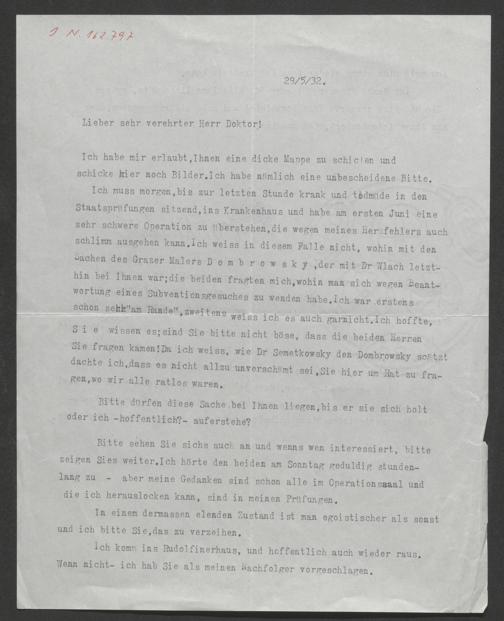 J. N. 162.797
29/5/32.
Lieber sehr verehrter Herr Doktor!
Ich habe mir erlaubt,Ihnen eine dicke Mappe zu schicken und
schicke hier noch Bilder.Ich habe nämlich eine unbescheidene Bitte.
Ich muss morgen,bis zur letzten Stunde krank und todmüde in den
Staatsprüfungen sitzend,ins Krankenhaus und habe am ersten Juni eine
sehr schwere Operation zu überstehen,die wegen meines Herzfehlers auch
schlimm ausgehen kann.Ich weiss in diesem Falle nicht, wohin mit den
Sachen des Grazer Malers D o m b r o w s k y ,der mit Dr Wlach letzt-
hin bei Ihnen war;die beiden fragten mich,wohin man sich wegen Beant-
wortung eines Subventionsgesuches zu wenden habe.Ich war erstens
schon sehr"am Rande",zweitens weiss ich es auch garnicht.Ich hoffte,
S i e wissen es;sind Sie bitte nicht böse, dass die beiden Herren
Sie fragen kamen!Da ich weiss, wie Dr Semetkowsky den Dombrowsky schätzt
dachte ich,dass es nicht allzu unverschämt sei,Sie hier um Rat zu fra-
gen,wo wir alle ratlos waren.
Bitte dürfen diese Sache bei Ihnen liegen,bis er sie sich holt
oder ich -hoffentlich?- auferstehe?
Bitte sehen Sie sichs auch an und wenns wen interessiert, bitte
zeigen Sies weiter.Ich hörte den beiden am Sonntag geduldig stunden-
lang zu - aber meine Gedanken sind schon alle im Operationssaal und
die ich herauslocken kann, sind in meinen Prüfungen.
In einem dermassen elenden Zustand ist man egoistischer als sonst
und ich bitte Sie,das zu verzeihen.
Ich komm ins Rudolfinerhaus, und hoffentlich auch wieder raus.
Wenn nicht- ich hab Sie als meinen Nachfolger vorgeschlagen.